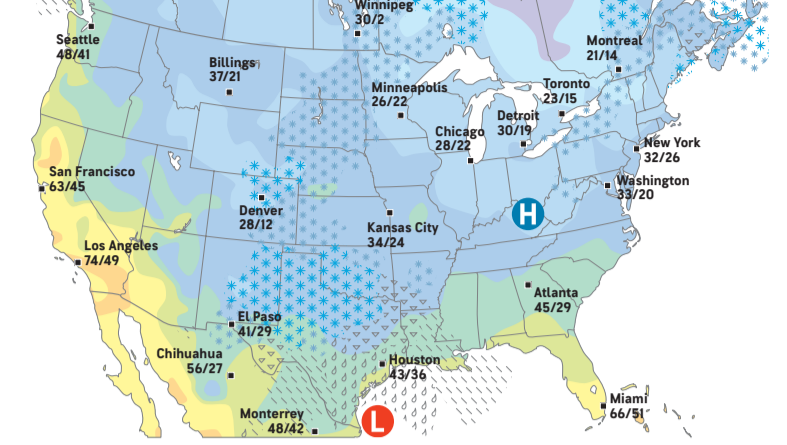 Winnipeg
30/2
Seattle
48/41
Montreal
21/14
Billings
37/21
Minneapolis
26/22
Toronto
23/15
Detroit
30/19
Chicago
28/22
New York
32/26
San Francisco
63/45
Washington
33/20
Denver
28/12
H
Kansas City
34/24
Los Angeles
74/49
Atlanta
45/29
El Paso
41/29
Chihuahua
56/27
Houston
43/36
Miami
66/51
Monterrey
48/42
L